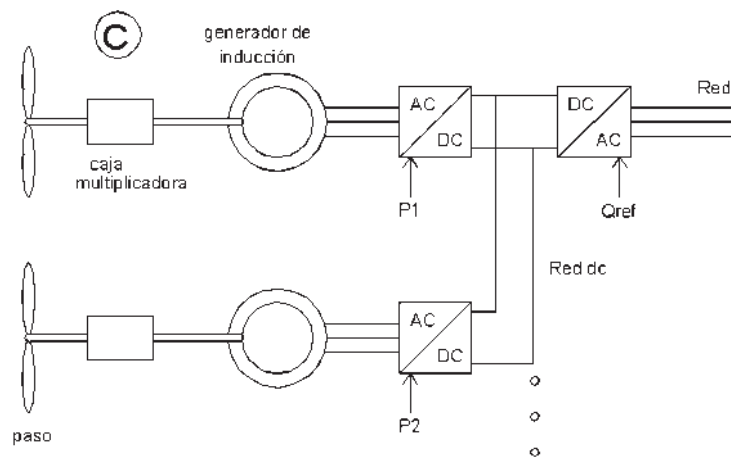 C
generador de
inducción
Red
AC
DC
DC
AC
caja
multiplicadora
P1
Qref
Red dc
AC
DC
paso
P2